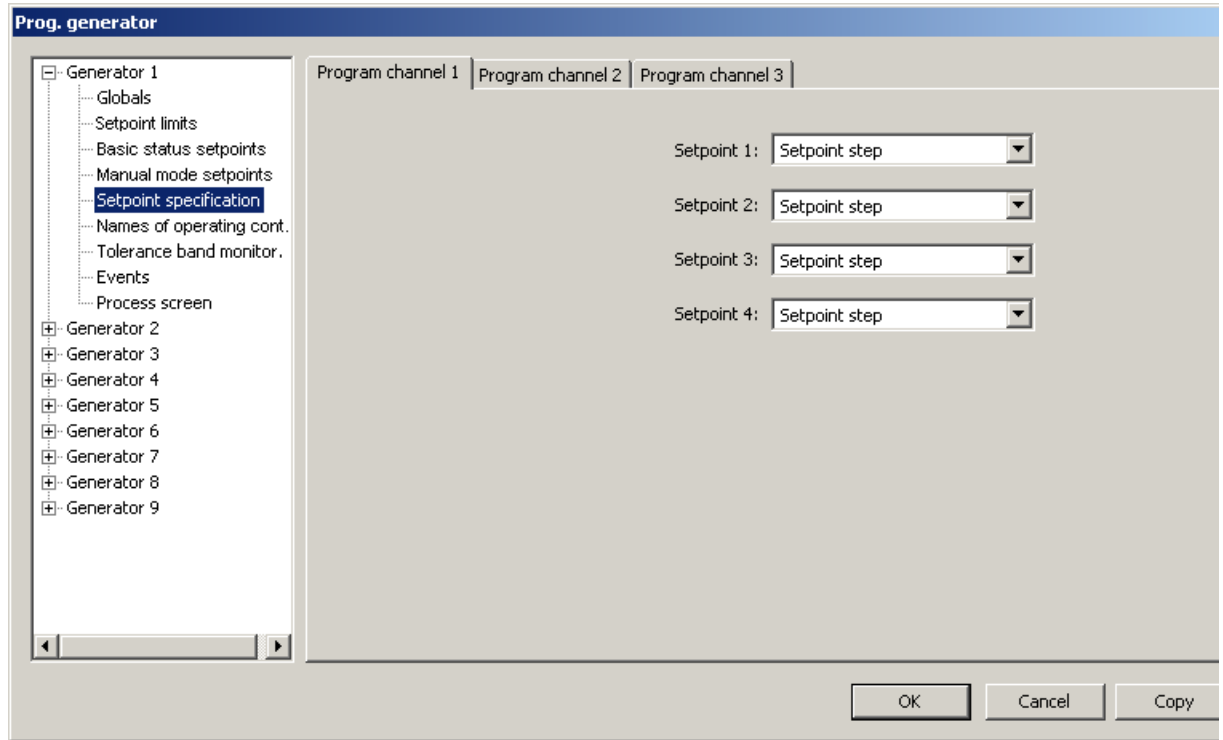 Prog. generator
Generator 1
Globals
Setpoint limits
Basic status setpoints
Manual mode setpoints
Setpoint specification
Names of operating cont.
Tolerance band monitor.
Events
Process screen
Generator 2
Generator 3
Generator 4
Generator 5
Generator 6
Generator 7
Generator 8
Generator 9
Program channel 1 Program channel 2 Program channel 3
Setpoint 1: Setpoint step
Setpoint 2: Setpoint step
Setpoint 3: Setpoint step
Setpoint 4: Setpoint step
OK Cancel Copy